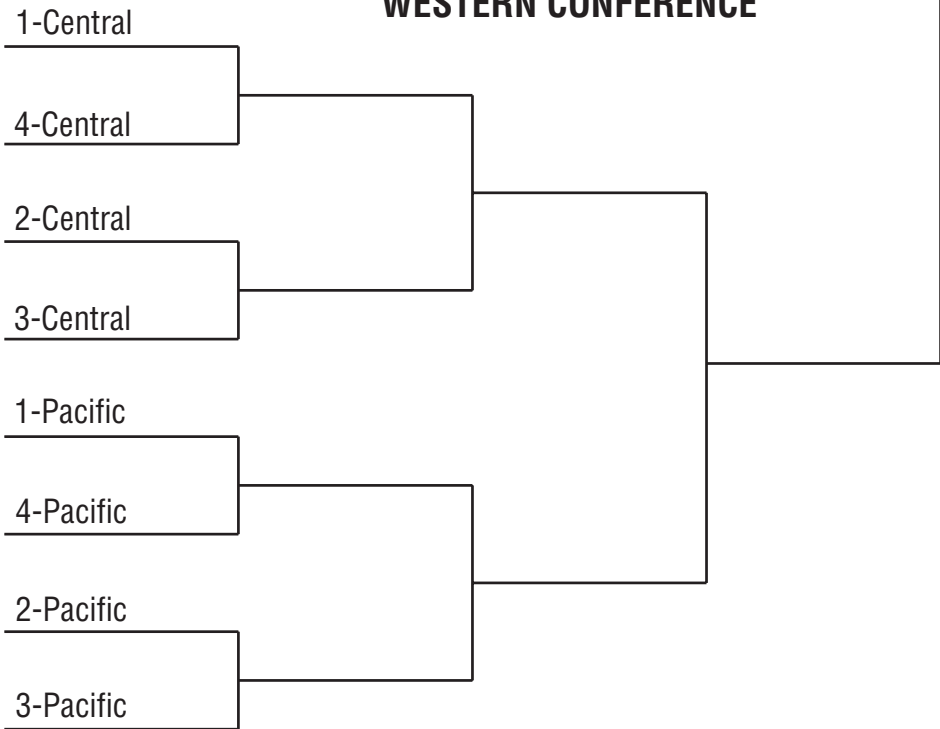 WESTERN CONFERENCE
1-Central
4-Central
2-Central
3-Central
1-Pacific
4-Pacific
2-Pacific
3-Pacific